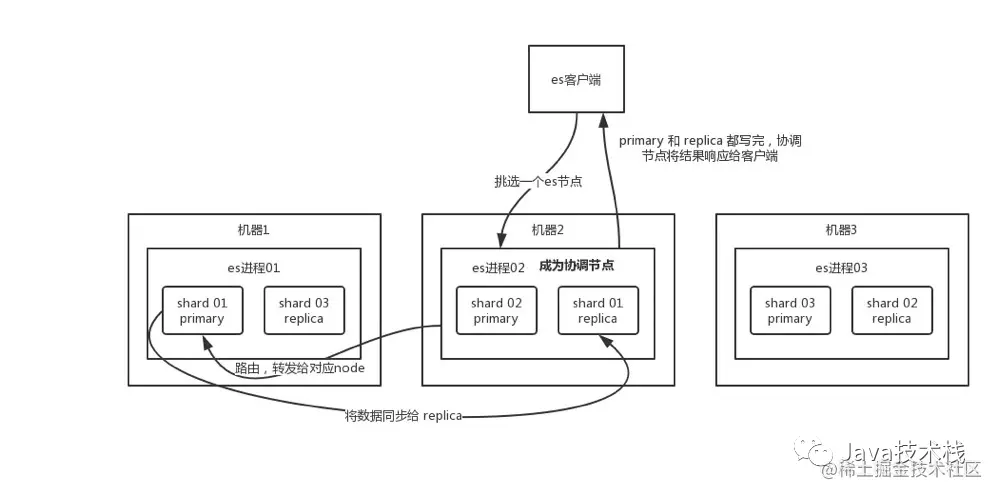 es客户端
primary 和 replica 都写完，协调
节点将结果响应给客户端
挑选一个es节点
机器1
es进程01
shard 01
primary
shard 03
replica
机器2
es进程02 成为协调节点
shard 02
primary
shard 01
replica
机器3
es进程03
shard 03
primary
shard 02
replica
路由，转发给对应node
将数据同步给 replica
Java技术栈
@稀土掘金技术社区